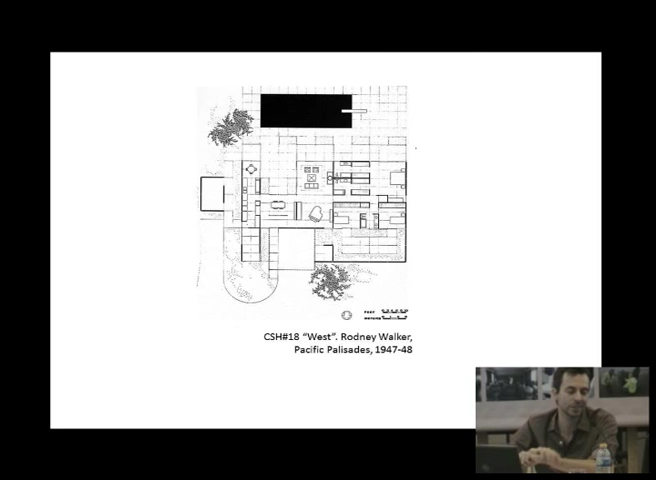 CSH#18 “West”. Rodney Walker,
Pacific Palisades, 1947-48